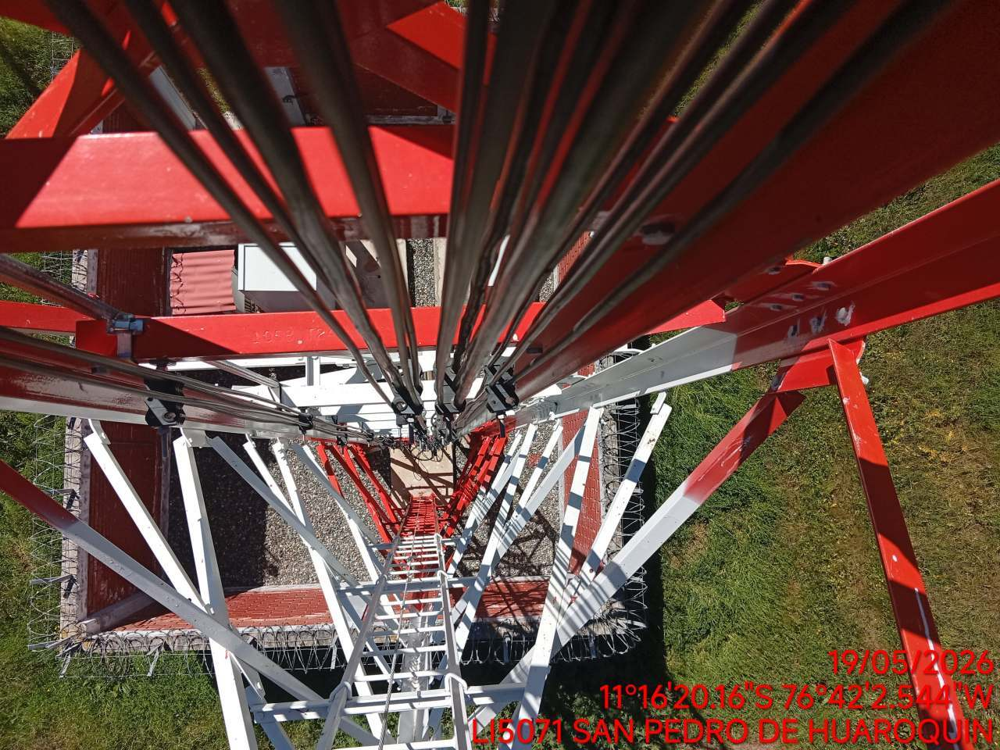 19/05/2026
11°16'20.16"S 76°42'2.544"W
LI5071 SAN PEDRO DE HUAROQUIN